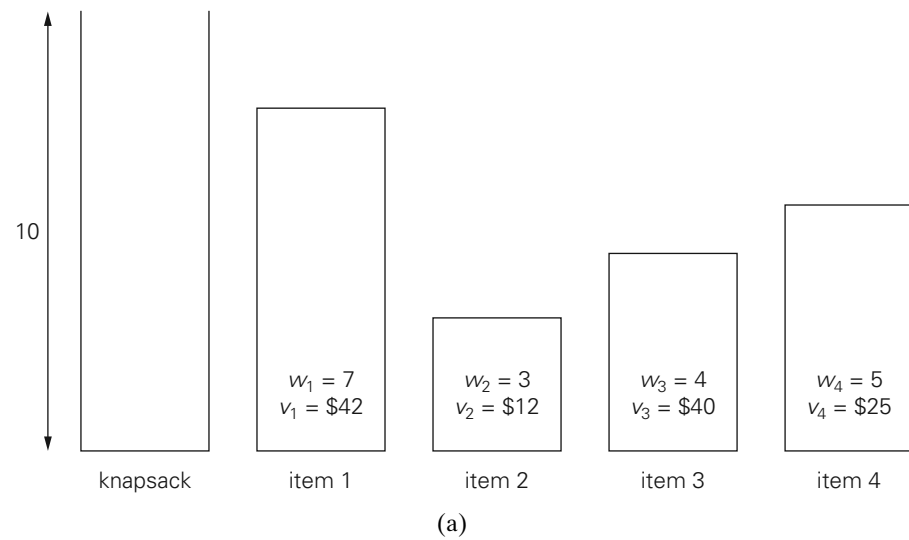 10
w₁ = 7
v₁ = $42
w₂ = 3
v₂ = $12
w₃ = 4
v₃ = $40
w₄ = 5
v₄ = $25
knapsack
item 1
item 2
item 3
item 4
(a)